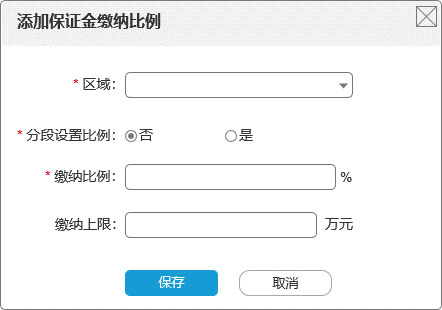 添加保证金缴纳比例
* 区域:
* 分段设置比例: 否 是
* 缴纳比例: %
缴纳上限: 万元
保存 取消